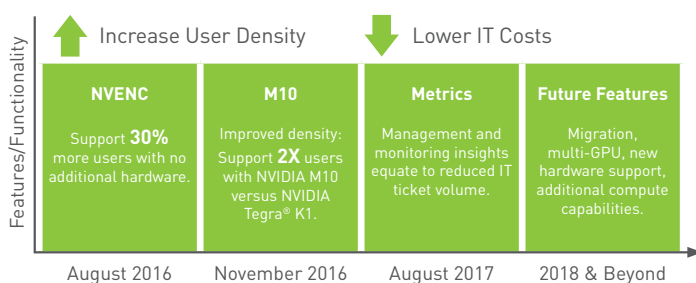 Increase User Density
Lower IT Costs
Features/Functionality
NVENC
Support 30%
more users with no
additional hardware.
M10
Improved density:
Support 2X users
with NVIDIA M10
versus NVIDIA
Tegra® K1.
Metrics
Management and
monitoring insights
equate to reduced IT
ticket volume.
Future Features
Migration,
multi-GPU, new
hardware support,
additional compute
capabilities.
August 2016
November 2016
August 2017
2018 & Beyond